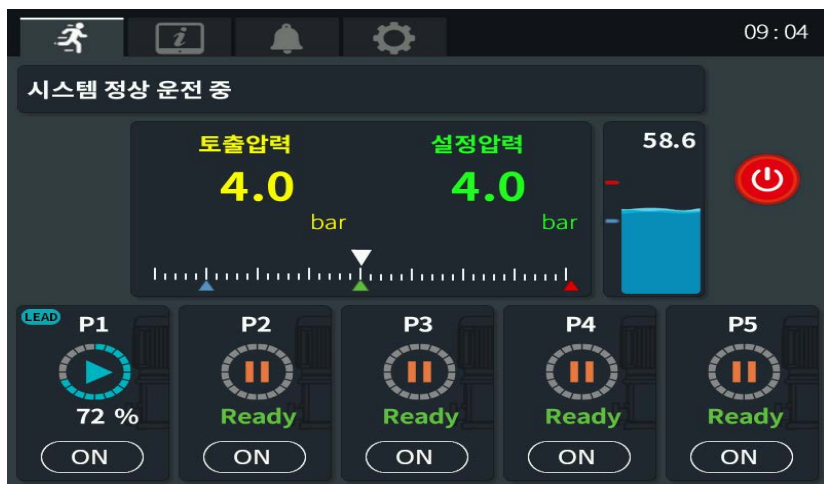 09:04
시스템 정상 운전 중
토출압력 설정압력 58.6
4.0 4.0
bar bar
LEAD P1 P2 P3 P4 P5
72 % Ready Ready Ready Ready
ON ON ON ON ON